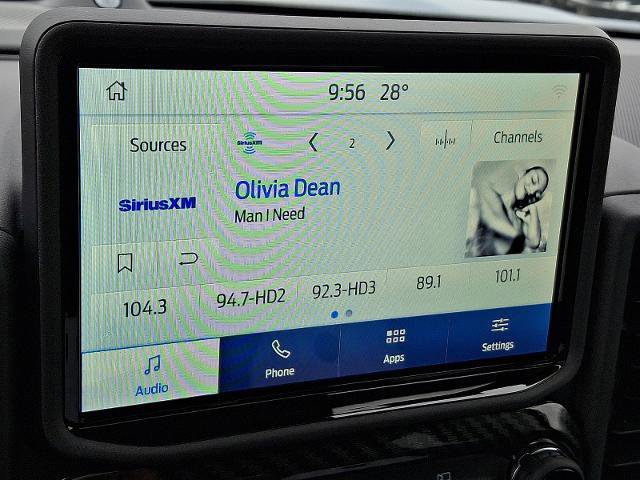 9:56 28°
Sources
SiriusXM
2
Channels
SiriusXM
Olivia Dean
Man I Need
104.3
94.7-HD2
92.3-HD3
89.1
101.1
Audio
Phone
Apps
Settings